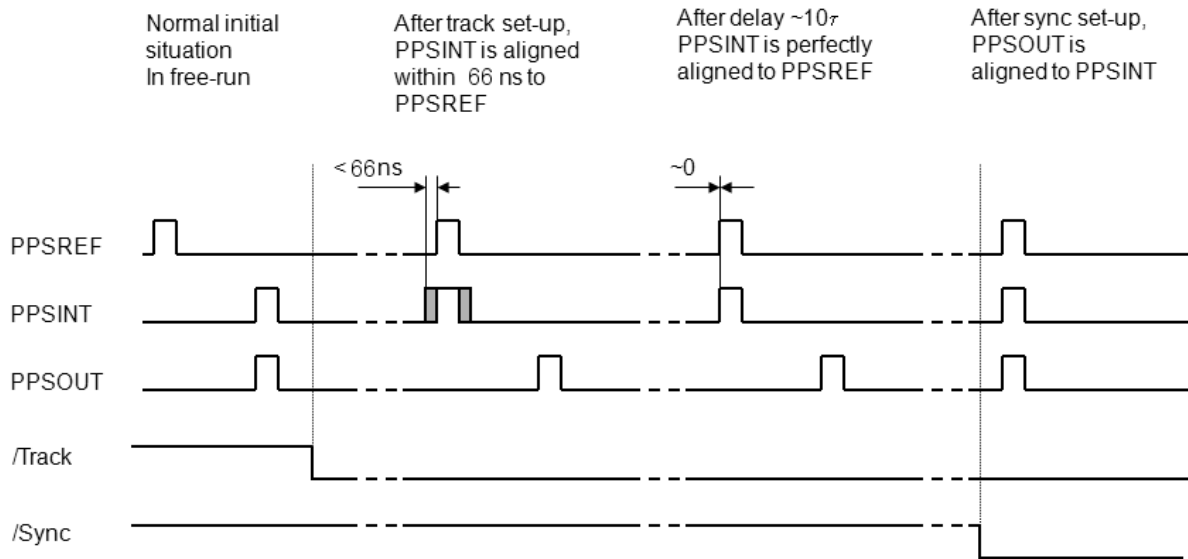 Normal initial
situation
In free-run
After track set-up,
PPSINT is aligned
within 66 ns to
PPSREF
After delay ~10τ
PPSINT is perfectly
aligned to PPSREF
After sync set-up,
PPSOUT is
aligned to PPSINT
<66ns
~0
PPSREF
PPSINT
PPSOUT
/Track
/Sync